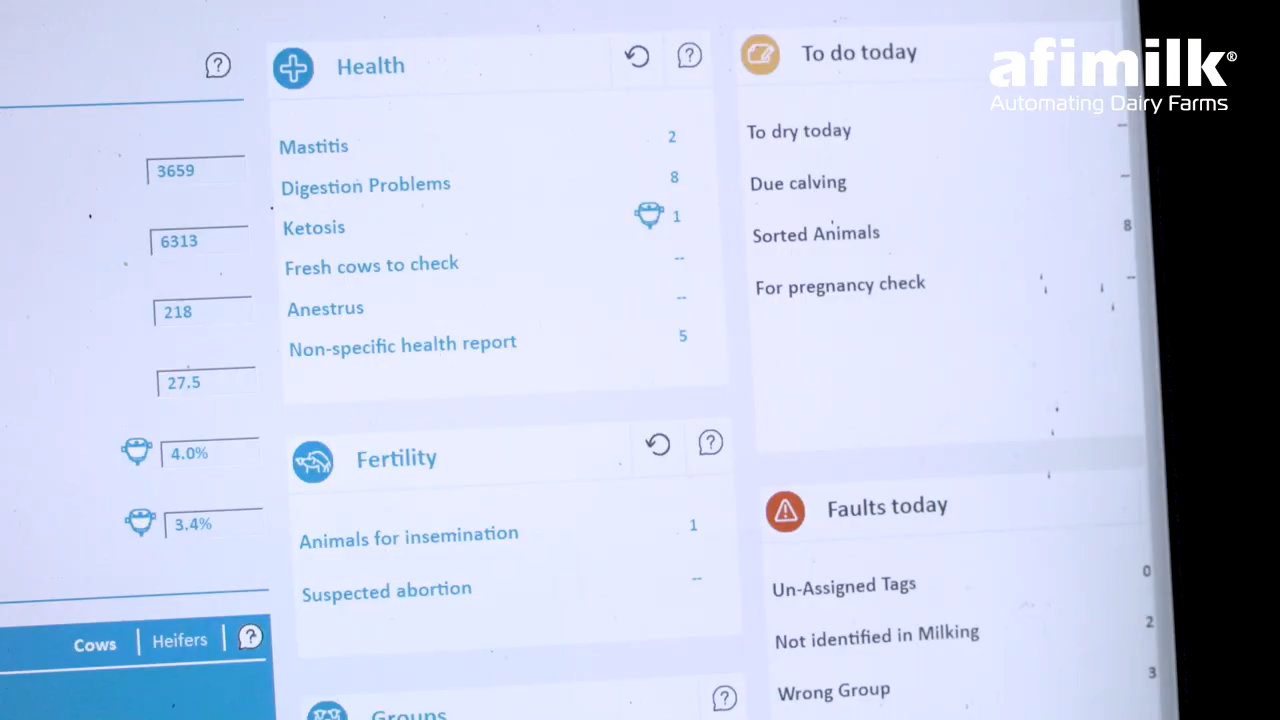 afimilk®
Automating Dairy Farms
3659
6313
218
27.5
4.0%
3.4%
Cows | Heifers
Health
Mastitis 2
Digestion Problems 8
Ketosis 1
Fresh cows to check --
Anestrus --
Non-specific health report 5
Fertility
Animals for insemination 1
Suspected abortion --
Groups
To do today
To dry today --
Due calving --
Sorted Animals 8
For pregnancy check --
Faults today
Un-Assigned Tags 0
Not identified in Milking 2
Wrong Group 3